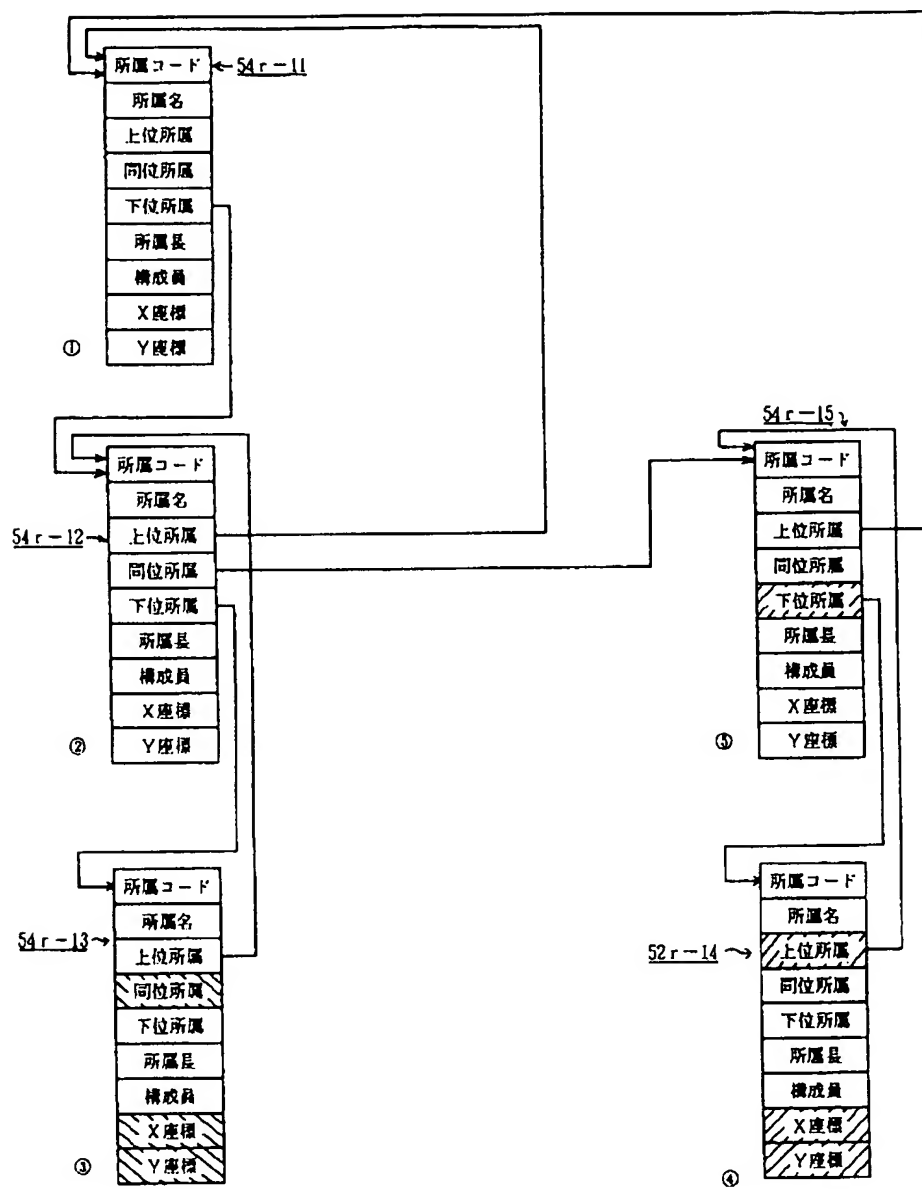 所属コード
54r-11
所属名
上位所属
同位所属
下位所属
所属長
構成員
X座標
Y座標
①
所属コード
所属名
54r-12
上位所属
同位所属
下位所属
所属長
構成員
X座標
Y座標
②
54r-15
所属コード
所属名
上位所属
同位所属
下位所属
所属長
構成員
X座標
Y座標
⑤
所属コード
所属名
54r-13
上位所属
同位所属
下位所属
所属長
構成員
X座標
Y座標
③
所属コード
所属名
52r-14
上位所属
同位所属
下位所属
所属長
構成員
X座標
Y座標
④